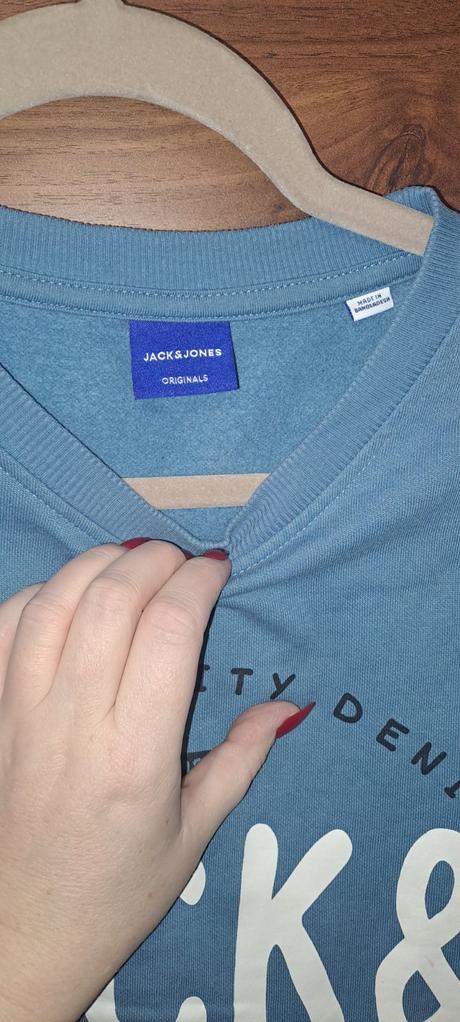 MADE IN
BANGLADESH
JACK&JONES
ORIGINALS
ITY DENI
CK&